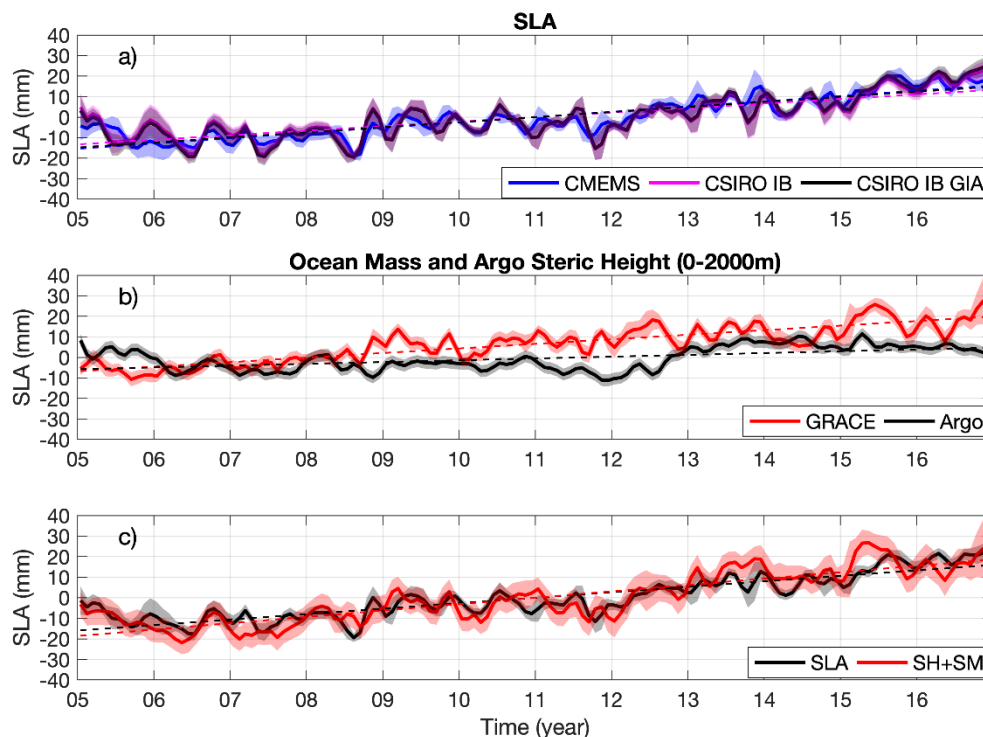 SLA
a)
SLA (mm)
40
30
20
10
0
-10
-20
-30
-40
CMEMS CSIRO IB CSIRO IB GIA
05 06 07 08 09 10 11 12 13 14 15 16
Ocean Mass and Argo Steric Height (0-2000m)
b)
SLA (mm)
40
30
20
10
0
-10
-20
-30
-40
GRACE Argo
05 06 07 08 09 10 11 12 13 14 15 16
c)
SLA (mm)
40
30
20
10
0
-10
-20
-30
-40
SLA SH+SM
05 06 07 08 09 10 11 12 13 14 15 16
Time (year)